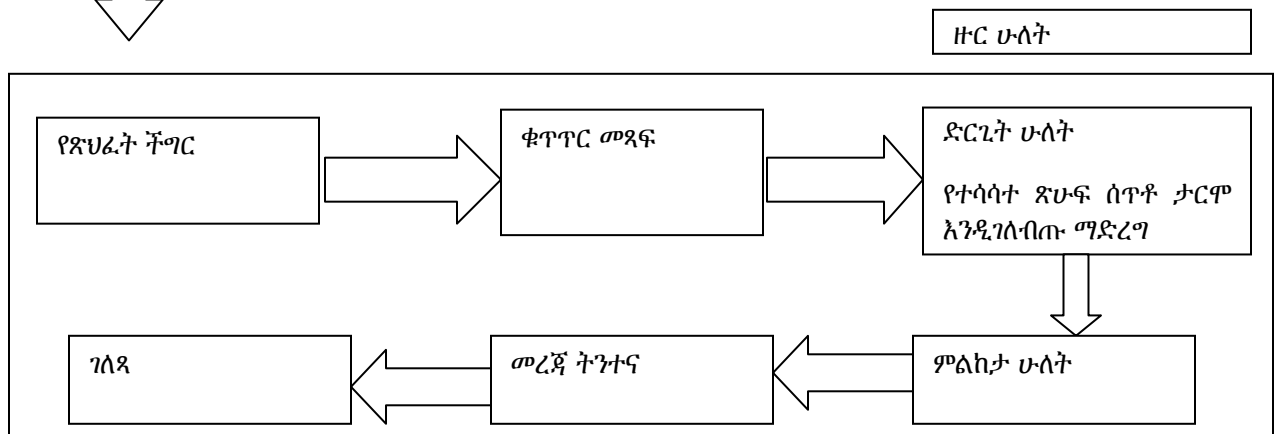 ዙር ሁለት
የጽህፈት ችግር
ቁጥጥር መጻፍ
ድርጊት ሁለት
የተሳሳተ ጽሁፍ ሰጥቶ ታርሞ
እንዲገለብጡ ማድረግ
ምልከታ ሁለት
መረጃ ትንተና
ገለጻ